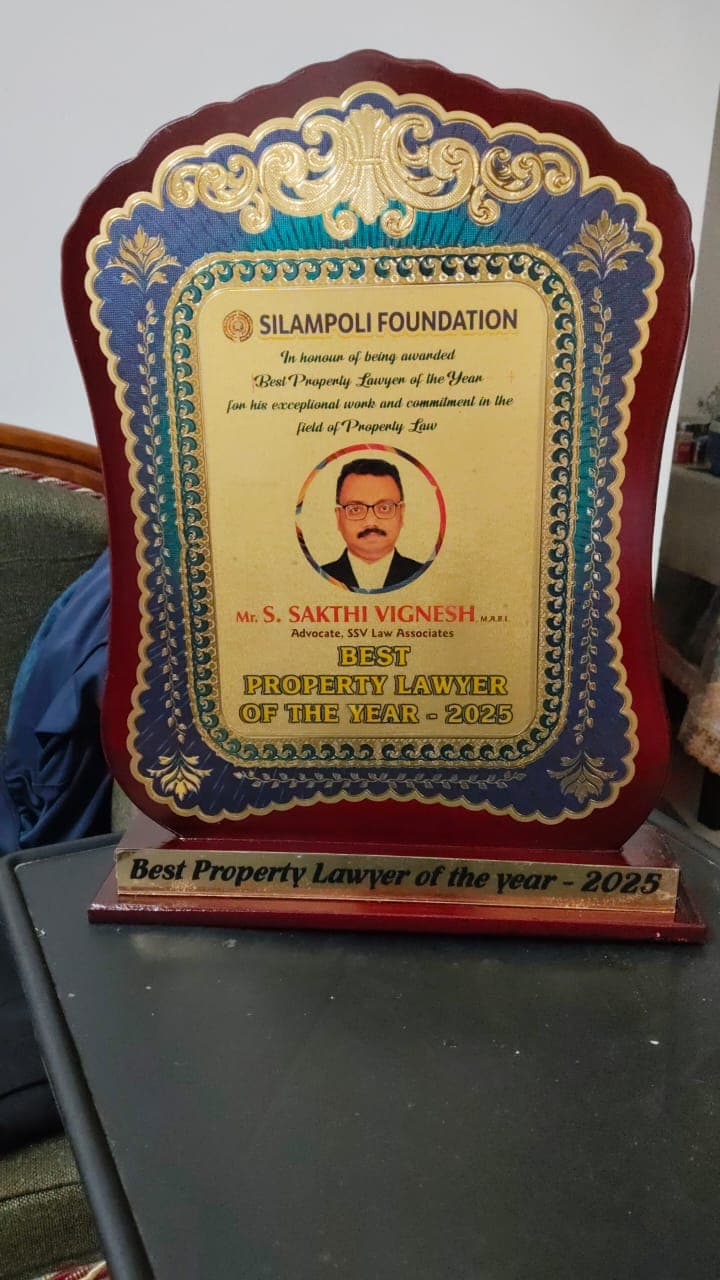 SILAMPOLI FOUNDATION
In honour of being awarded
Best Property Lawyer of the Year
for his exceptional work and commitment in the
field of Property Law
Mr. S. SAKTHI VIGNESH, M.A.B.L
Advocate, SSV Law Associates
BEST
PROPERTY LAWYER
OF THE YEAR - 2025
Best Property Lawyer of the year - 2025